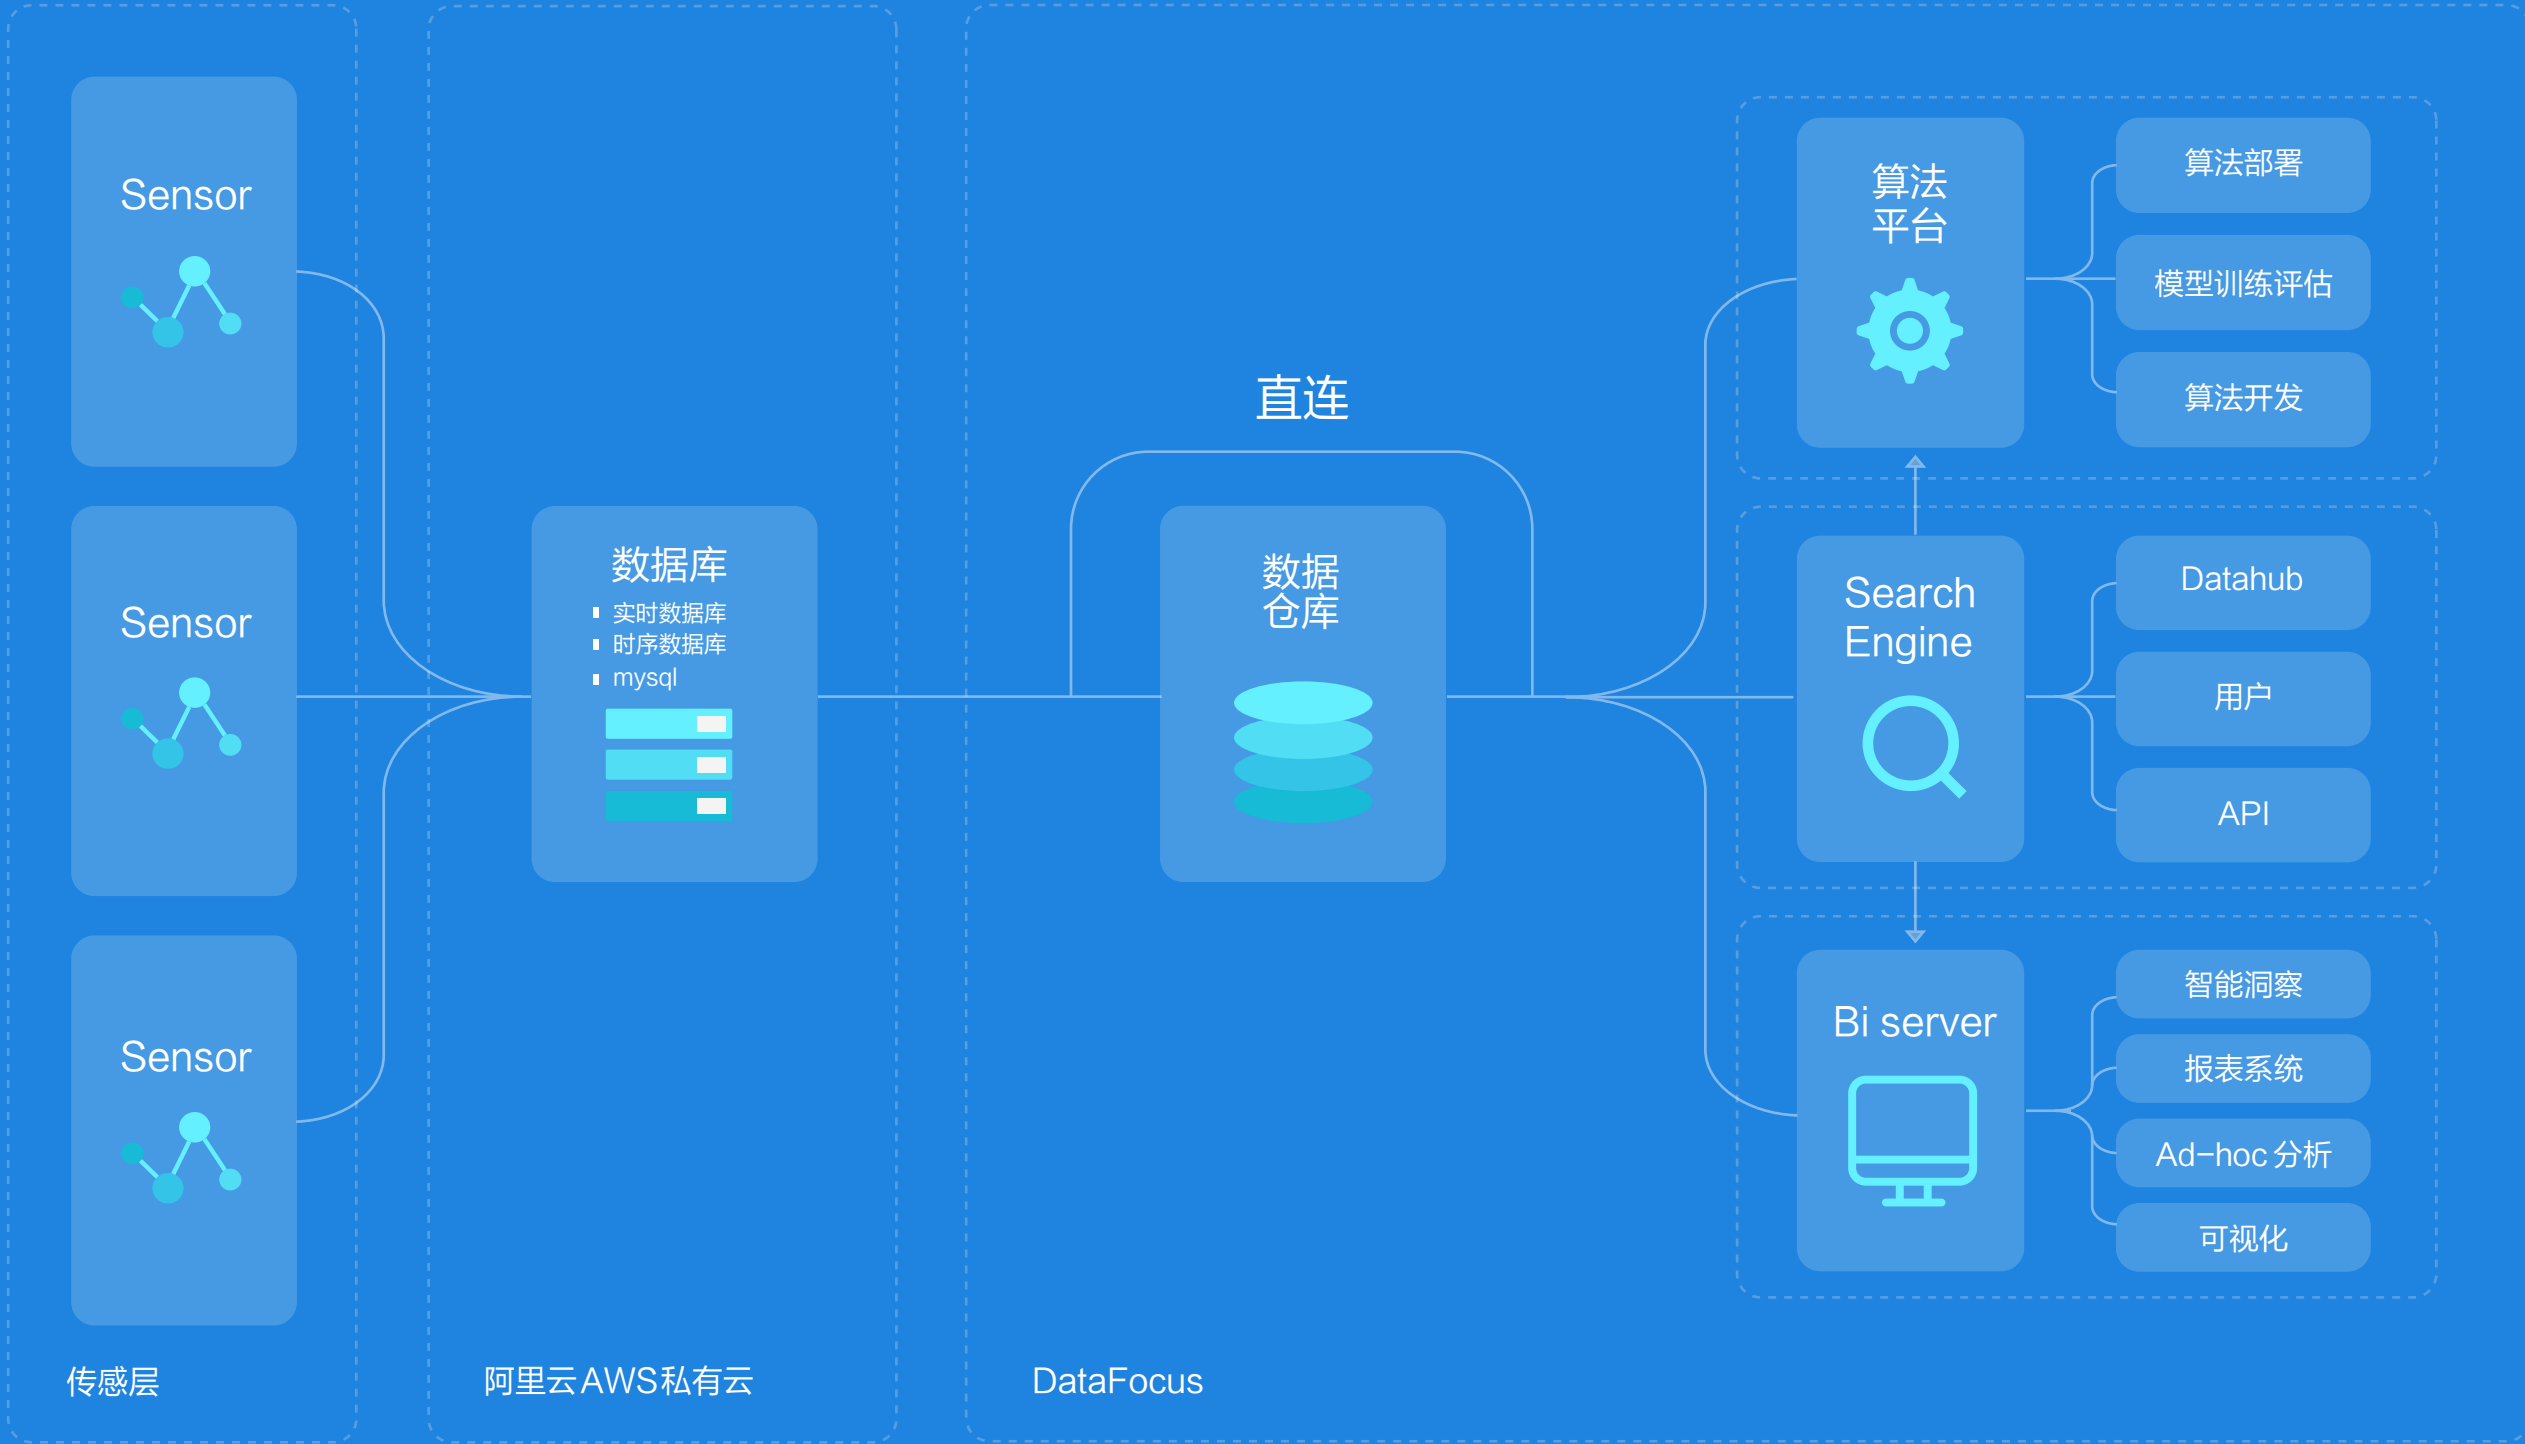 Sensor
Sensor
Sensor
传感层
数据库
实时数据库
时序数据库
mysql
阿里云AWS私有云
直连
数据
仓库
DataFocus
算法
平台
算法部署
模型训练评估
算法开发
Search
Engine
Datahub
用户
API
Bi server
智能洞察
报表系统
Ad-hoc 分析
可视化